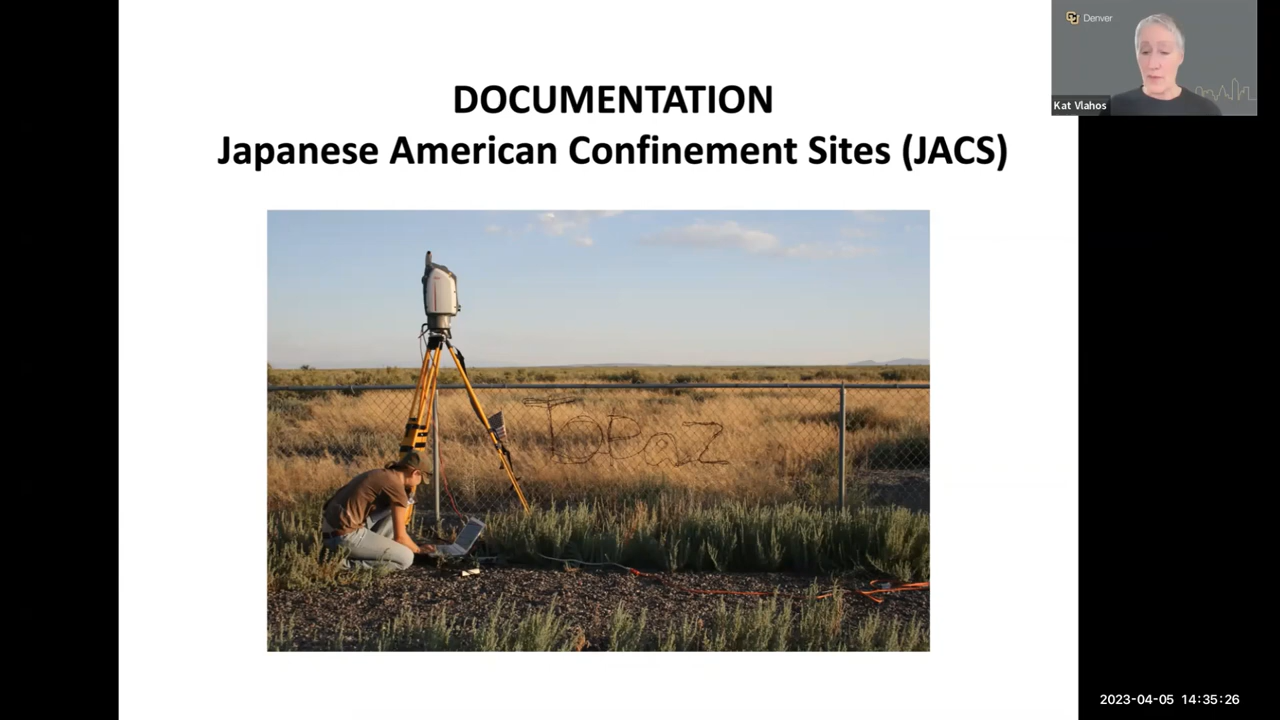 DOCUMENTATION
Japanese American Confinement Sites (JACS)
TOPaZ
Denver
Kat Vlahos
2023-04-05 14:35:26